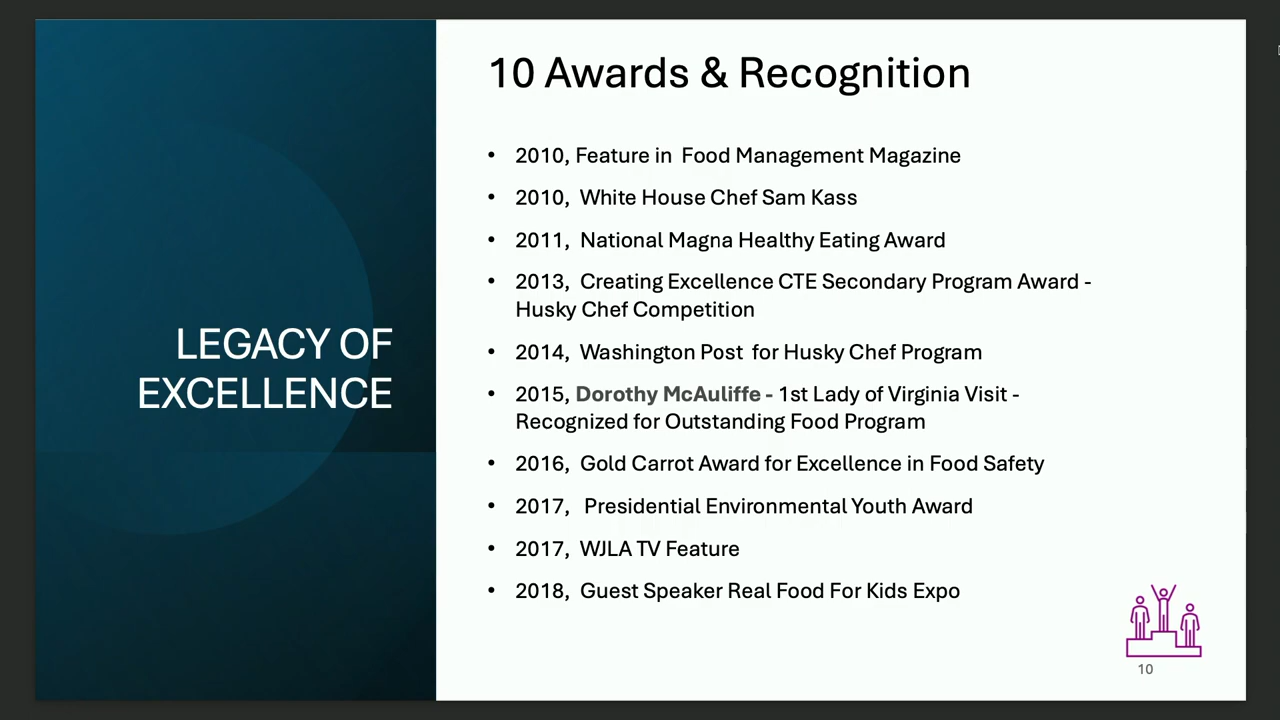 LEGACY OF
EXCELLENCE
10 Awards & Recognition
• 2010, Feature in Food Management Magazine
• 2010, White House Chef Sam Kass
• 2011, National Magna Healthy Eating Award
• 2013, Creating Excellence CTE Secondary Program Award -
Husky Chef Competition
• 2014, Washington Post for Husky Chef Program
• 2015, Dorothy McAuliffe - 1st Lady of Virginia Visit -
Recognized for Outstanding Food Program
• 2016, Gold Carrot Award for Excellence in Food Safety
• 2017, Presidential Environmental Youth Award
• 2017, WJLA TV Feature
• 2018, Guest Speaker Real Food For Kids Expo
10